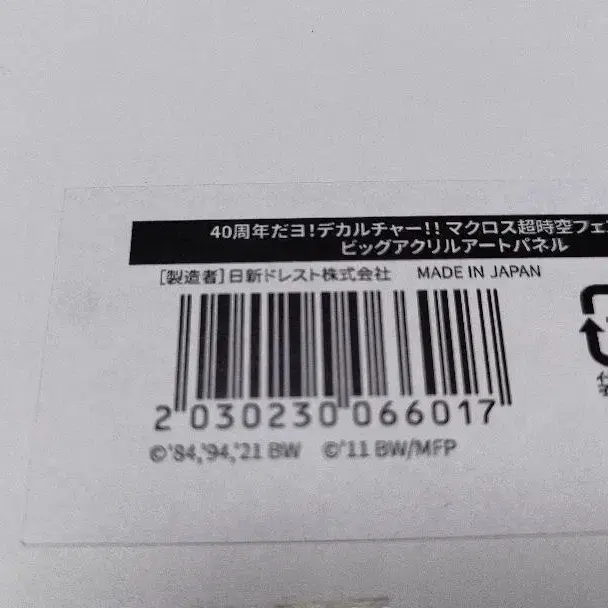 40周年だヨ!デカルチャー!!マクロス超時空フェ
ビッグアクリルアートパネル
[製造者]日新ドレスト株式会社 MADE IN JAPAN
2 030230 066017
©'84,'94,'21 BW ©'11 BW/MFP